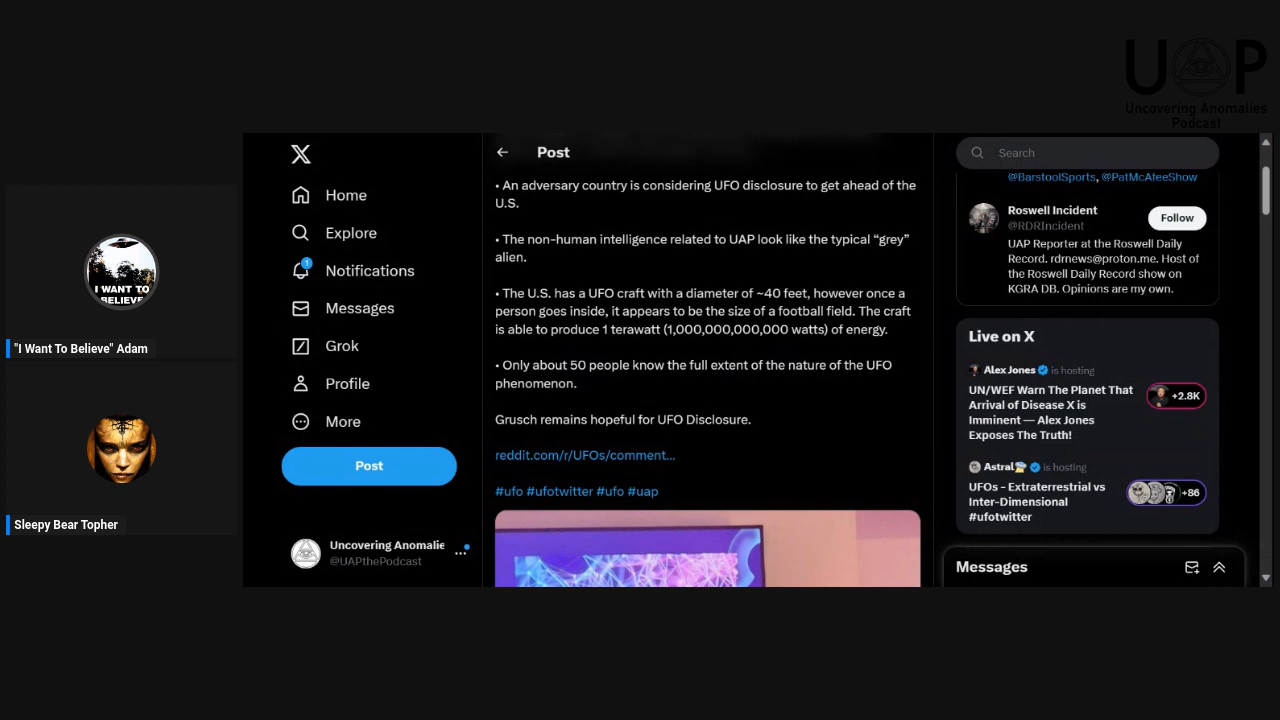 UAP
Uncovering Anomalies
Podcast
I WANT TO
BELIEVE
"I Want To Believe" Adam
Sleepy Bear Topher
Home
Explore
1
Notifications
Messages
Grok
Profile
More
Post
Uncovering Anomalie
@UAPthePodcast
Post
• An adversary country is considering UFO disclosure to get ahead of the
U.S.
• The non-human intelligence related to UAP look like the typical “grey”
alien.
• The U.S. has a UFO craft with a diameter of ~40 feet, however once a
person goes inside, it appears to be the size of a football field. The craft
is able to produce 1 terawatt (1,000,000,000,000 watts) of energy.
• Only about 50 people know the full extent of the nature of the UFO
phenomenon.
Grusch remains hopeful for UFO Disclosure.
reddit.com/r/UFOs/comment...
#ufo #ufotwitter #ufo #uap
Search
@BarstoolSports, @PatMcAfeeShow
Roswell Incident
@RDRIncident
Follow
UAP Reporter at the Roswell Daily
Record. rdrnews@proton.me. Host of
the Roswell Daily Record show on
KGRA DB. Opinions are my own.
Live on X
Alex Jones is hosting
UN/WEF Warn The Planet That
Arrival of Disease X is
Imminent — Alex Jones
Exposes The Truth!
+2.8K
Astral is hosting
UFOs - Extraterrestrial vs
Inter-Dimensional
#ufotwitter
+86
Messages